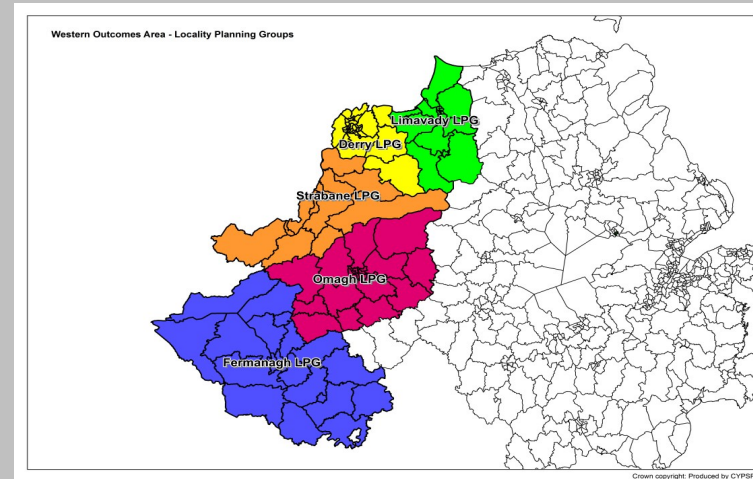 Western Outcomes Area - Locality Planning Groups
Limavady LPG
Derry LPG
Strabane LPG
Omagh LPG
Fermanagh LPG
Crown copyright: Produced by CYPSP